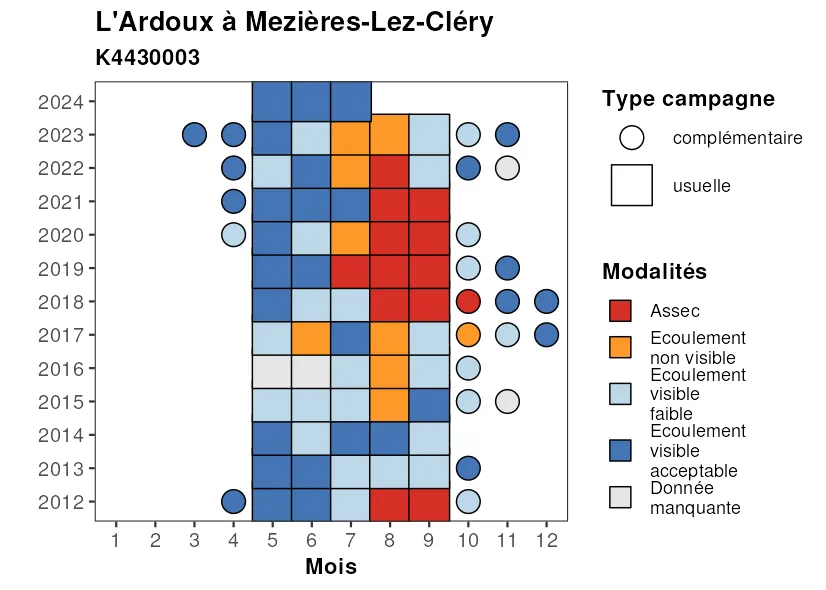 L'Ardoux à Mezières-Lez-Cléry
K4430003
2024
2023
2022
2021
2020
2019
2018
2017
2016
2015
2014
2013
2012
1 2 3 4 5 6 7 8 9 10 11 12
Mois
Type campagne
complémentaire
usuelle
Modalités
Assec
Ecoulement
non visible
Ecoulement
visible
faible
Ecoulement
visible
acceptable
Donnée
manquante